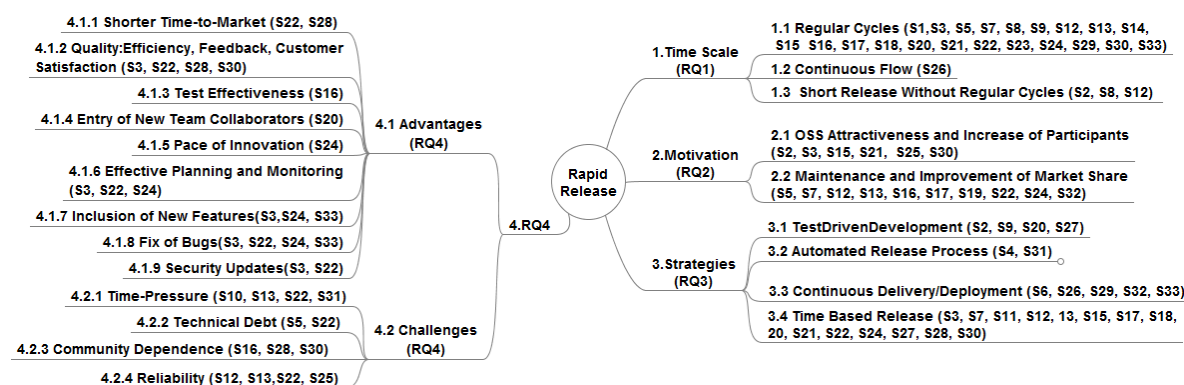 4.1.1 Shorter Time-to-Market (S22, S28)
4.1.2 Quality:Efficiency, Feedback, Customer
Satisfaction (S3, S22, S28, S30)
4.1.3 Test Effectiveness (S16)
4.1.4 Entry of New Team Collaborators (S20)
4.1.5 Pace of Innovation (S24)
4.1.6 Effective Planning and Monitoring
(S3, S22, S24)
4.1.7 Inclusion of New Features(S3,S24, S33)
4.1.8 Fix of Bugs(S3, S22, S24, S33)
4.1.9 Security Updates(S3, S22)
4.1 Advantages
(RQ4)
4.2.1 Time-Pressure (S10, S13, S22, S31)
4.2.2 Technical Debt (S5, S22)
4.2.3 Community Dependence (S16, S28, S30)
4.2.4 Reliability (S12, S13,S22, S25)
4.2 Challenges
(RQ4)
4.RQ4
Rapid
Release
1.Time Scale
(RQ1)
1.1 Regular Cycles (S1,S3, S5, S7, S8, S9, S12, S13, S14,
S15 S16, S17, S18, S20, S21, S22, S23, S24, S29, S30, S33)
1.2 Continuous Flow (S26)
1.3 Short Release Without Regular Cycles (S2, S8, S12)
2.Motivation
(RQ2)
2.1 OSS Attractiveness and Increase of Participants
(S2, S3, S15, S21, S25, S30)
2.2 Maintenance and Improvement of Market Share
(S5, S7, S12, S13, S16, S17, S19, S22, S24, S32)
3.Strategies
(RQ3)
3.1 TestDrivenDevelopment (S2, S9, S20, S27)
3.2 Automated Release Process (S4, S31)
3.3 Continuous Delivery/Deployment (S6, S26, S29, S32, S33)
3.4 Time Based Release (S3, S7, S11, S12, 13, S15, S17, S18,
20, S21, S22, S24, S27, S28, S30)